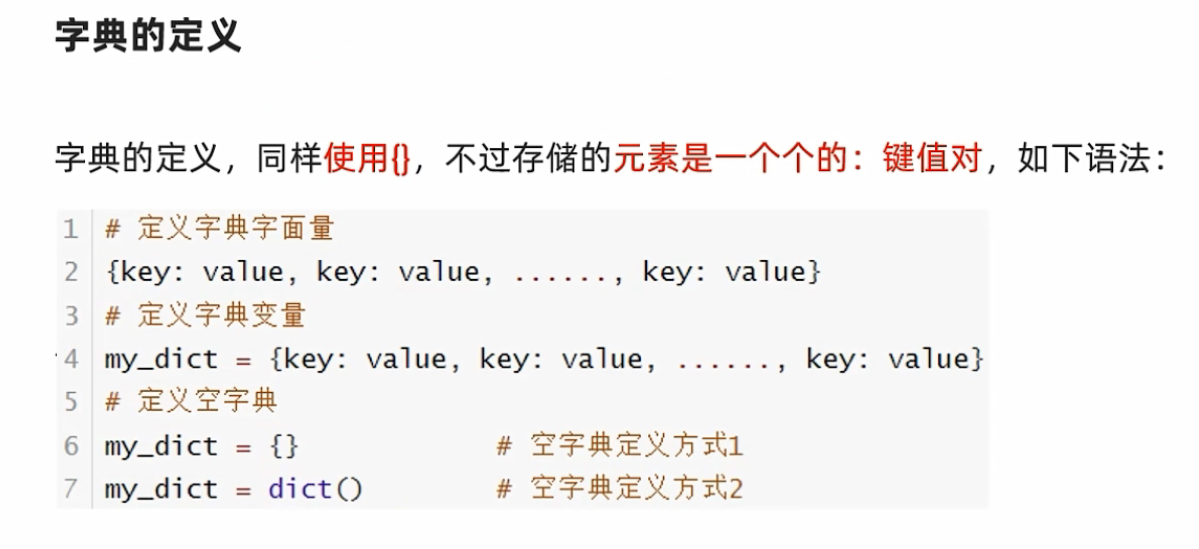 字典的定义
字典的定义，同样使用{}，不过存储的元素是一个个的：键值对，如下语法：
1 # 定义字典字面量
2 {key: value, key: value, ......, key: value}
3 # 定义字典变量
4 my_dict = {key: value, key: value, ......, key: value}
5 # 定义空字典
6 my_dict = {} # 空字典定义方式1
7 my_dict = dict() # 空字典定义方式2